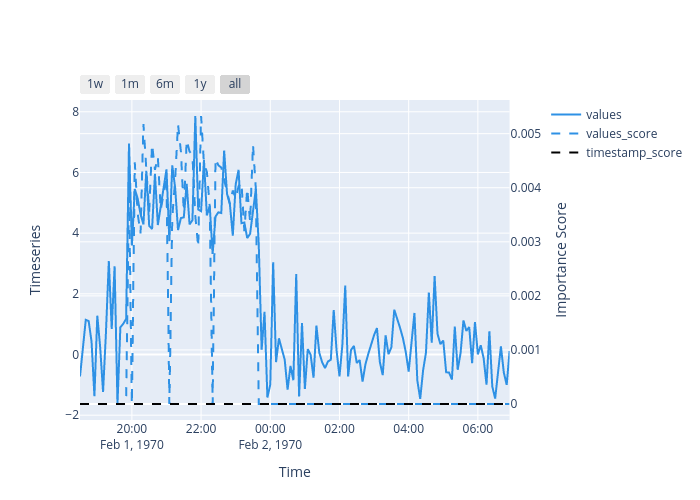 1w 1m 6m 1y all
values
values_score
timestamp_score
8
6
4
2
0
−2
Timeseries
0.005
0.004
0.003
0.002
0.001
0
Importance Score
20:00 22:00 00:00 02:00 04:00 06:00
Feb 1, 1970 Feb 2, 1970
Time